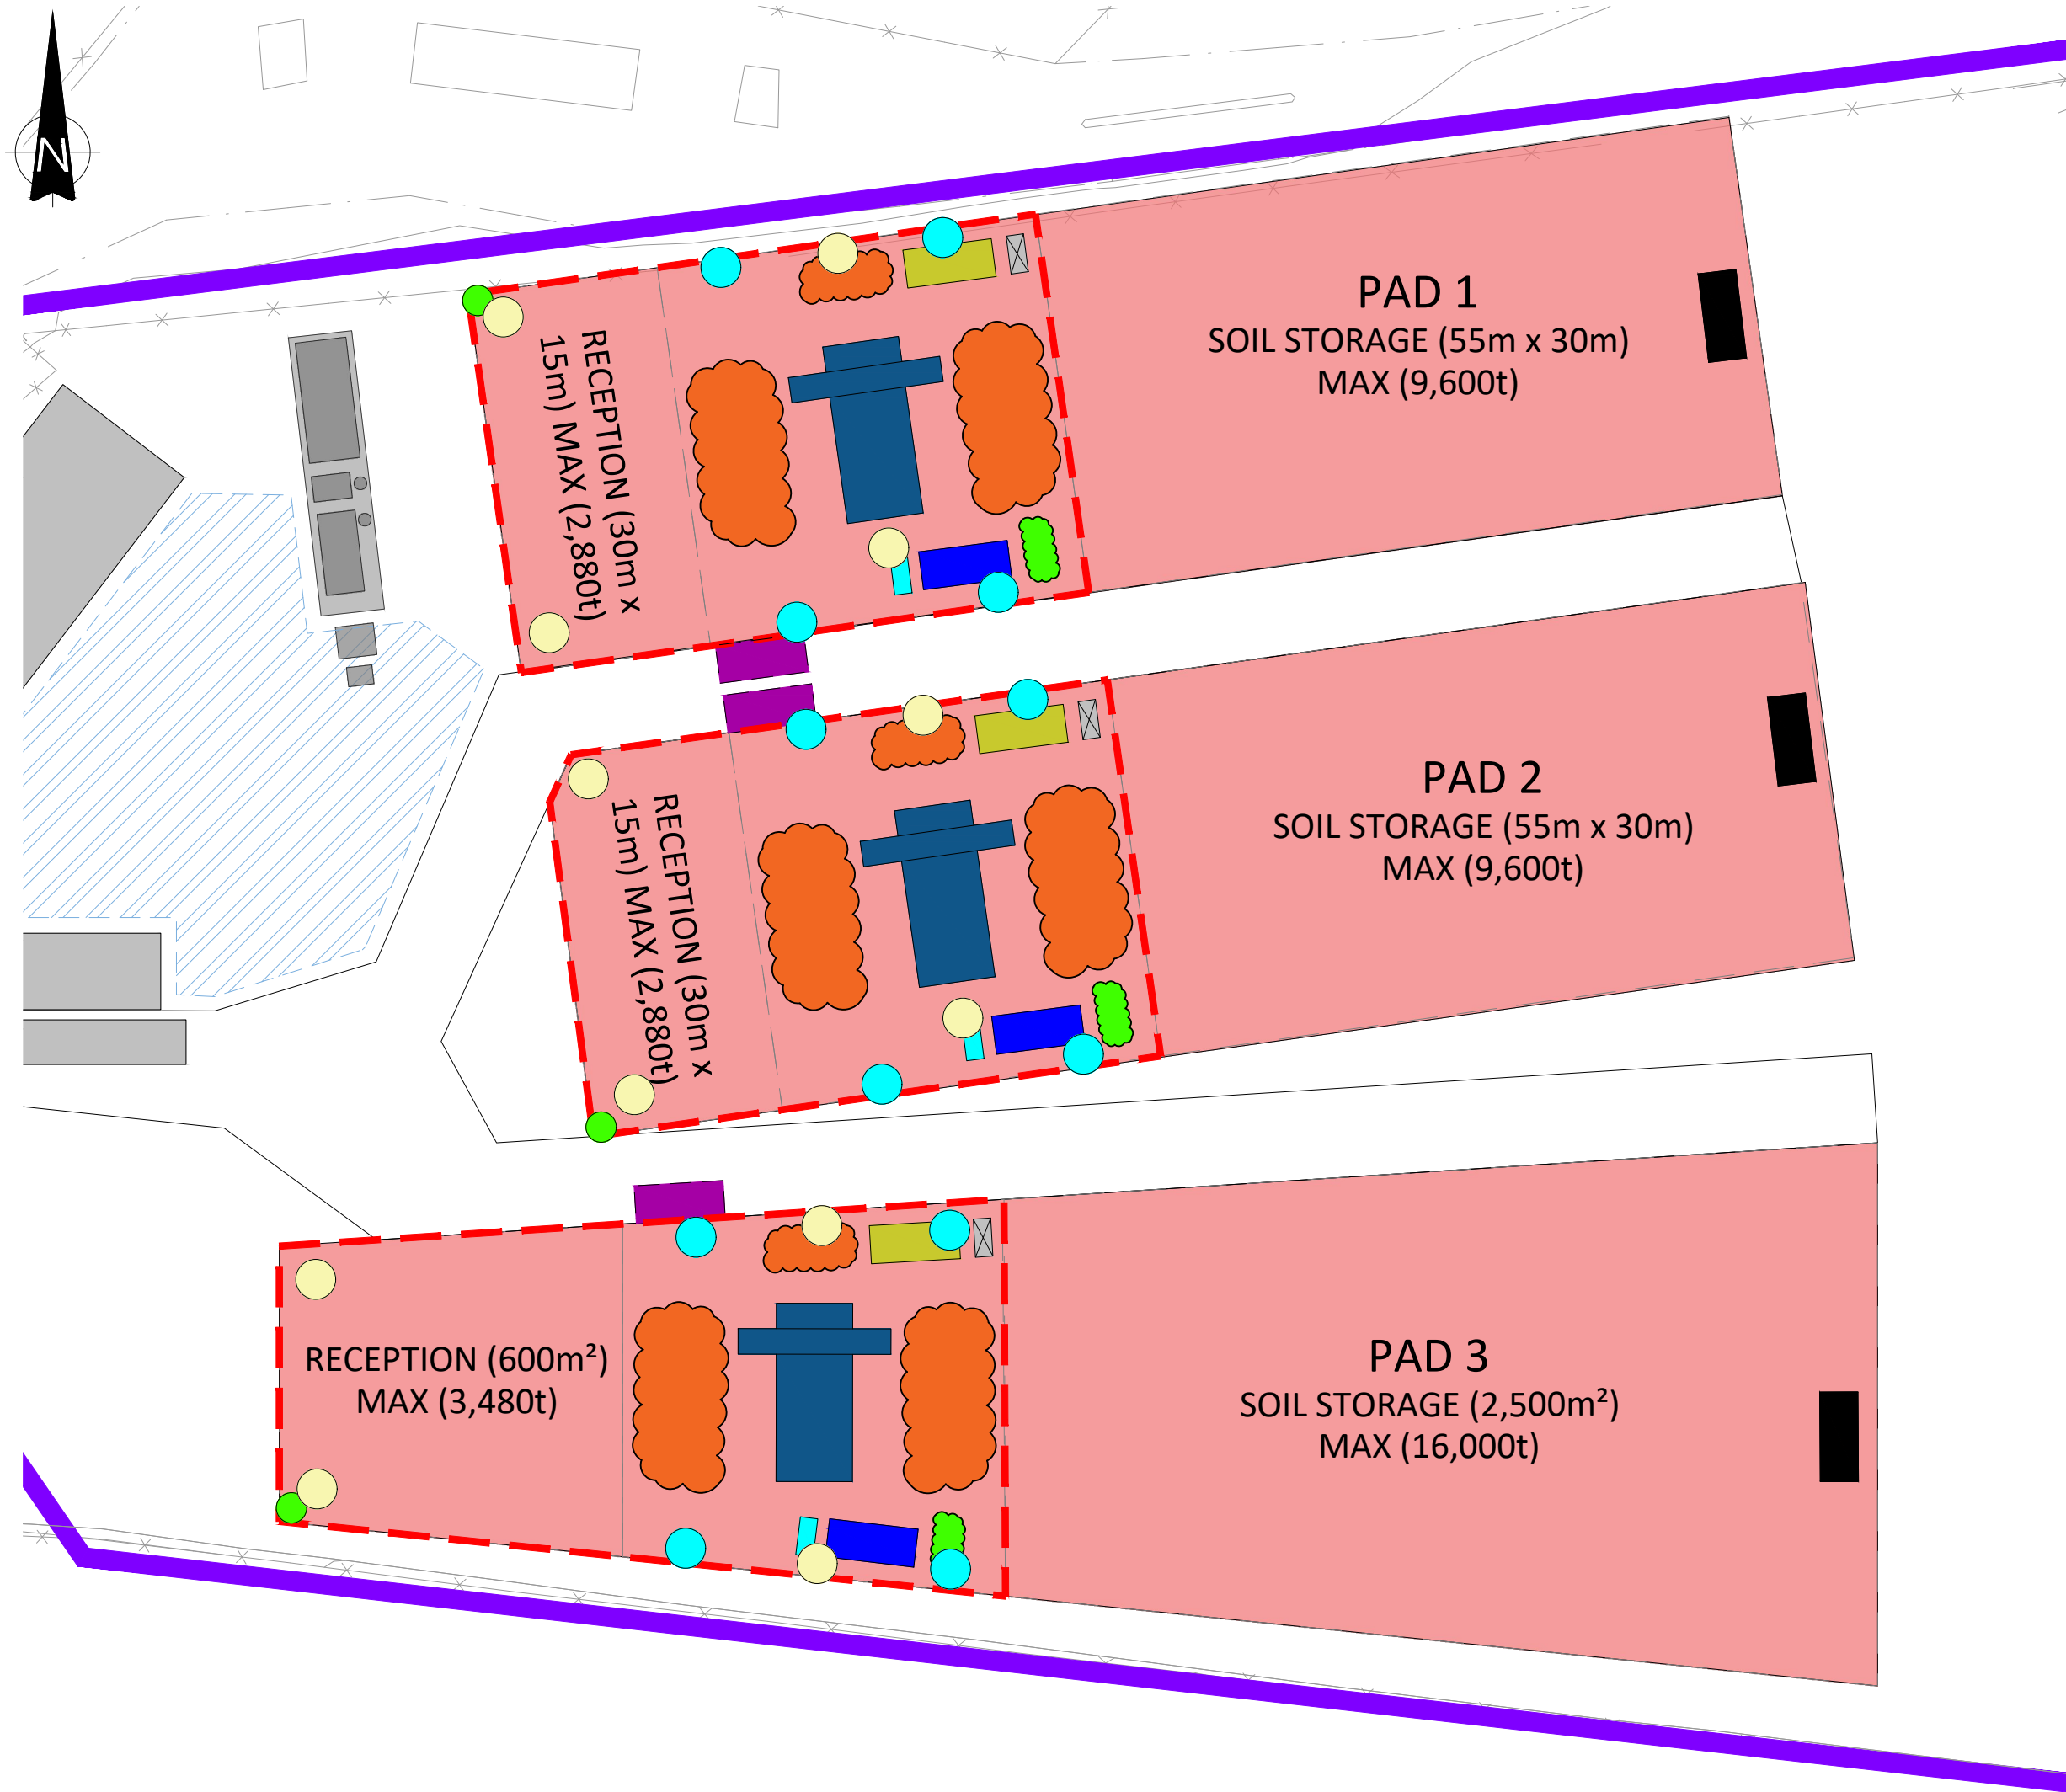 N
PAD 1
SOIL STORAGE (55m x 30m)
MAX (9,600t)
RECEPTION (30m x
15m) MAX (2,880t)
PAD 2
SOIL STORAGE (55m x 30m)
MAX (9,600t)
RECEPTION (30m x
15m) MAX (2,880t)
RECEPTION (600m²)
MAX (3,480t)
PAD 3
SOIL STORAGE (2,500m²)
MAX (16,000t)